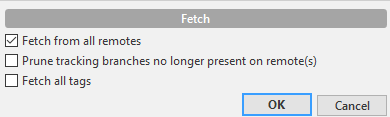 Fetch
Fetch from all remotes
Prune tracking branches no longer present on remote(s)
Fetch all tags
OK Cancel